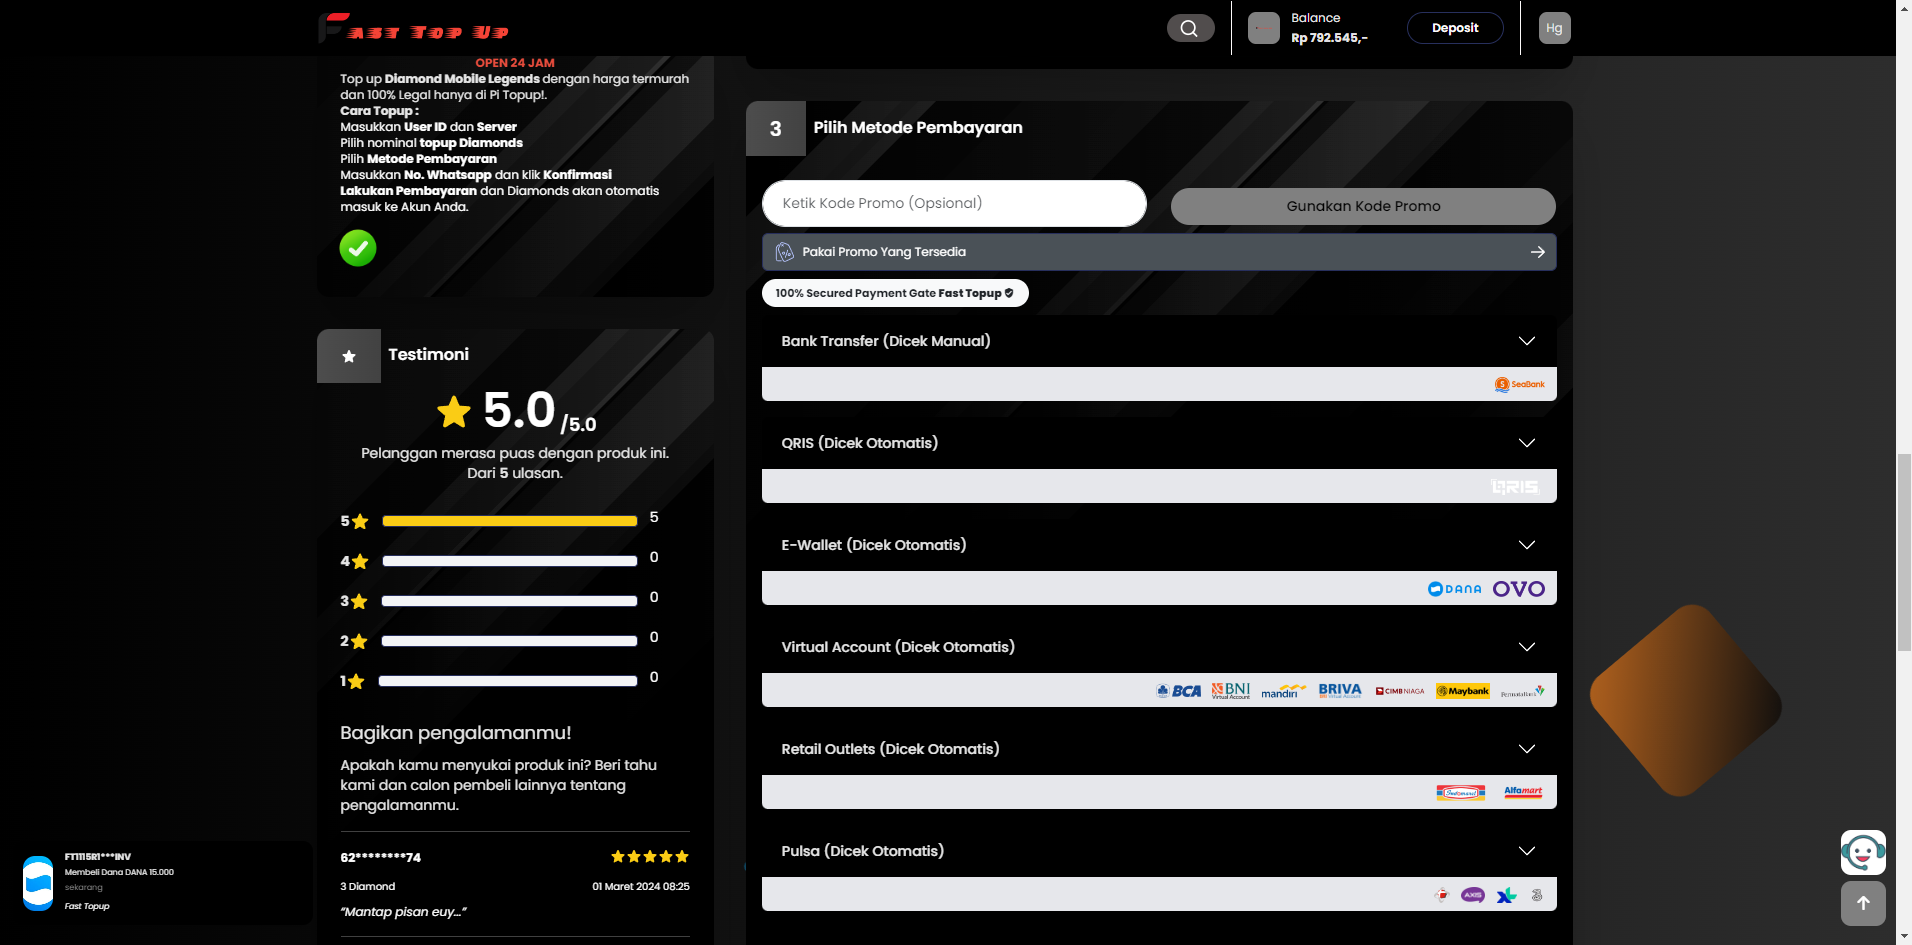 Fast Top Up
Balance
Rp 792.545,-
Deposit
Hg
OPEN 24 JAM
Top up Diamond Mobile Legends dengan harga termurah
dan 100% Legal hanya di Pi Topup!.
Cara Topup :
Masukkan User ID dan Server
Pilih nominal topup Diamonds
Pilih Metode Pembayaran
Masukkan No. Whatsapp dan klik Konfirmasi
Lakukan Pembayaran dan Diamonds akan otomatis
masuk ke Akun Anda.
Testimoni
5.0 /5.0
Pelanggan merasa puas dengan produk ini.
Dari 5 ulasan.
5 5
4 0
3 0
2 0
1 0
Bagikan pengalamanmu!
Apakah kamu menyukai produk ini? Beri tahu
kami dan calon pembeli lainnya tentang
pengalamanmu.
62********74
3 Diamond 01 Maret 2024 08:25
"Mantap pisan euy..."
3 Pilih Metode Pembayaran
Ketik Kode Promo (Opsional)
Gunakan Kode Promo
Pakai Promo Yang Tersedia
100% Secured Payment Gate Fast Topup
Bank Transfer (Dicek Manual)
SeaBank
QRIS (Dicek Otomatis)
QRIS
E-Wallet (Dicek Otomatis)
DANA OVO
Virtual Account (Dicek Otomatis)
BCA BNI Virtual Account mandiri BRIVA BRI Virtual Account CIMB NIAGA Maybank PermataBank
Retail Outlets (Dicek Otomatis)
Indomaret Alfamart
Pulsa (Dicek Otomatis)
AXIS XL 3
FT1115R1***INV
Membeli Dana DANA 15.000
sekarang
Fast Topup